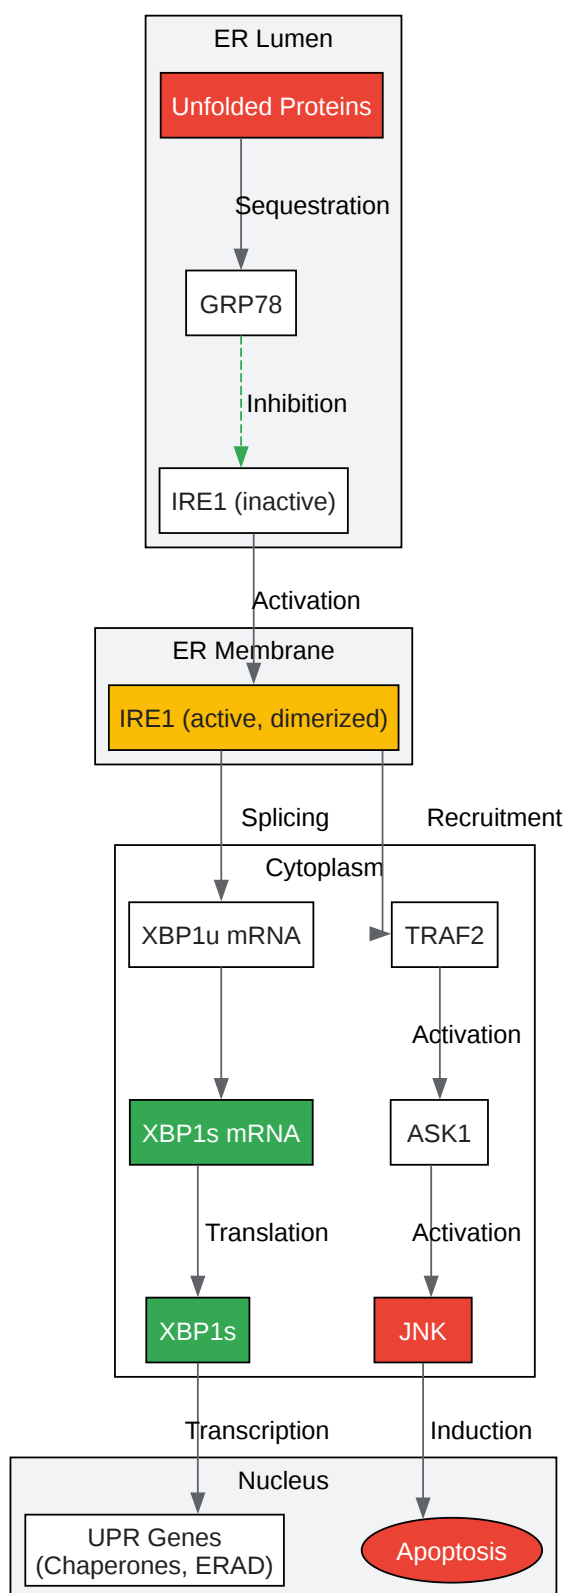 ER Lumen
Unfolded Proteins
Sequestration
GRP78
Inhibition
IRE1 (inactive)
Activation
ER Membrane
IRE1 (active, dimerized)
Splicing
Recruitment
Cytoplasm
XBP1u mRNA
TRAF2
Activation
XBP1s mRNA
ASK1
Translation
Activation
XBP1s
JNK
Transcription
Induction
Nucleus
UPR Genes
(Chaperones, ERAD)
Apoptosis